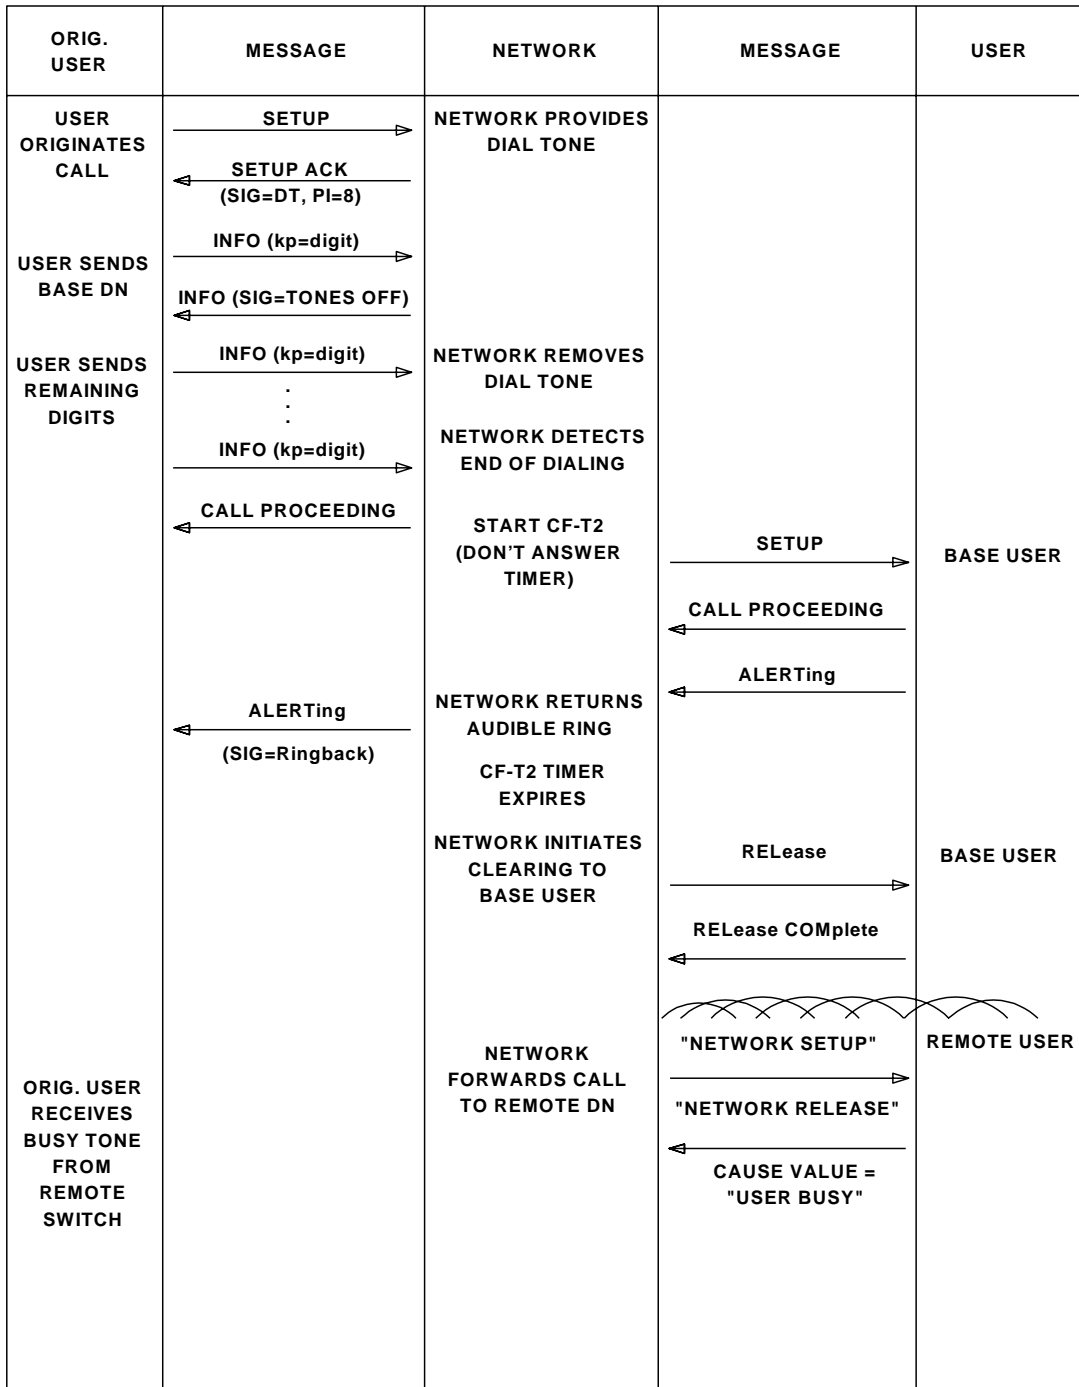 ORIG.
USER
MESSAGE
NETWORK
MESSAGE
USER
USER
ORIGINATES
CALL
SETUP
NETWORK PROVIDES
DIAL TONE
SETUP ACK
(SIG=DT, PI=8)
INFO (kp=digit)
USER SENDS
BASE DN
INFO (SIG=TONES OFF)
USER SENDS
REMAINING
DIGITS
INFO (kp=digit)
NETWORK REMOVES
DIAL TONE
.
.
.
INFO (kp=digit)
NETWORK DETECTS
END OF DIALING
CALL PROCEEDING
START CF-T2
(DON'T ANSWER
TIMER)
SETUP
BASE USER
CALL PROCEEDING
ALERTing
NETWORK RETURNS
AUDIBLE RING
ALERTing
(SIG=Ringback)
CF-T2 TIMER
EXPIRES
NETWORK INITIATES
CLEARING TO
BASE USER
RELease
BASE USER
RELease COMplete
"NETWORK SETUP"
REMOTE USER
NETWORK
FORWARDS CALL
TO REMOTE DN
"NETWORK RELEASE"
ORIG. USER
RECEIVES
BUSY TONE
FROM
REMOTE
SWITCH
CAUSE VALUE =
"USER BUSY"